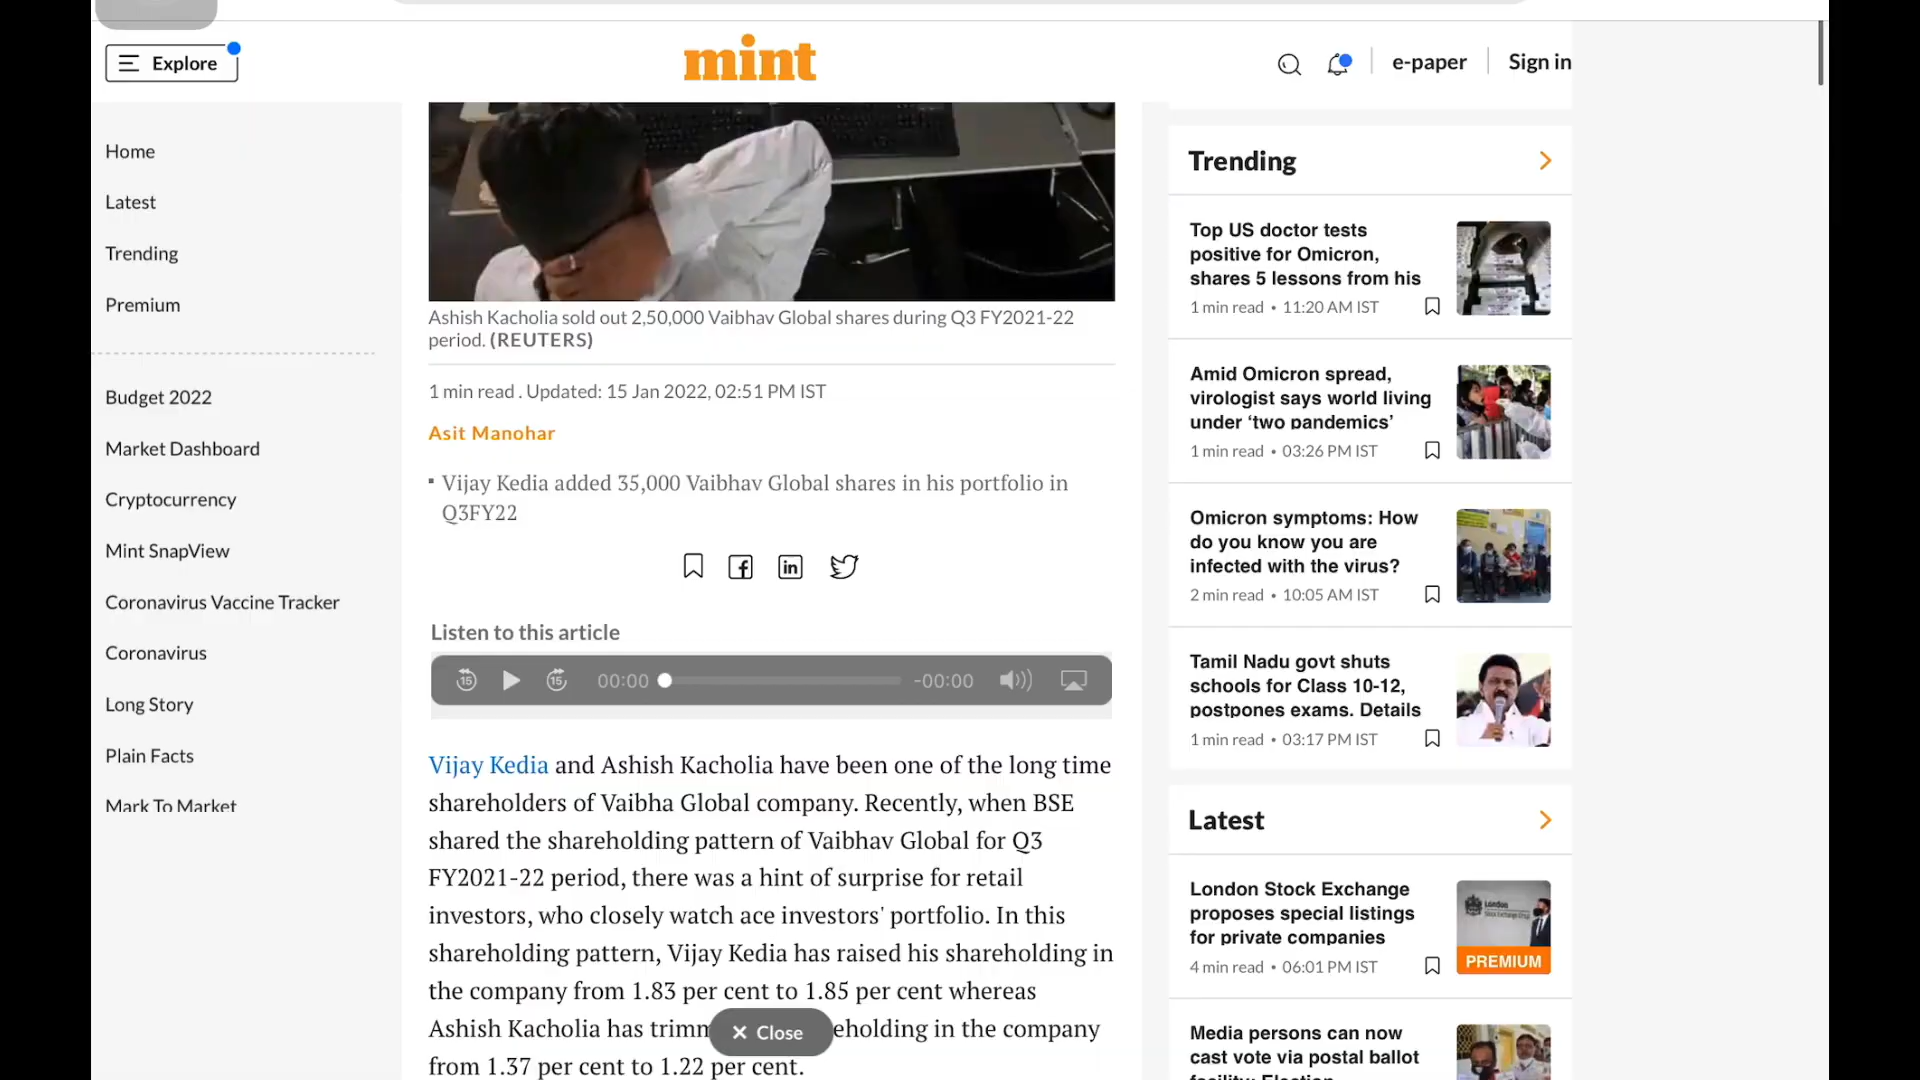 Explore
mint
e-paper
Sign in
Home
Latest
Trending
Premium
Budget 2022
Market Dashboard
Cryptocurrency
Mint SnapView
Coronavirus Vaccine Tracker
Coronavirus
Long Story
Plain Facts
Mark To Market
Ashish Kacholia sold out 2,50,000 Vaibhav Global shares during Q3 FY2021-22
period. (REUTERS)
1 min read . Updated: 15 Jan 2022, 02:51 PM IST
Asit Manohar
▪ Vijay Kedia added 35,000 Vaibhav Global shares in his portfolio in
Q3FY22
Listen to this article
15
15
00:00
-00:00
Vijay Kedia and Ashish Kacholia have been one of the long time
shareholders of Vaibha Global company. Recently, when BSE
shared the shareholding pattern of Vaibhav Global for Q3
FY2021-22 period, there was a hint of surprise for retail
investors, who closely watch ace investors' portfolio. In this
shareholding pattern, Vijay Kedia has raised his shareholding in
the company from 1.83 per cent to 1.85 per cent whereas
Ashish Kacholia has trimm eholding in the company
from 1.37 per cent to 1.22 per cent.
Close
Trending
Top US doctor tests
positive for Omicron,
shares 5 lessons from his
1 min read • 11:20 AM IST
Amid Omicron spread,
virologist says world living
under ‘two pandemics’
1 min read • 03:26 PM IST
Omicron symptoms: How
do you know you are
infected with the virus?
2 min read • 10:05 AM IST
Tamil Nadu govt shuts
schools for Class 10-12,
postpones exams. Details
1 min read • 03:17 PM IST
Latest
London Stock Exchange
proposes special listings
for private companies
4 min read • 06:01 PM IST
London
PREMIUM
Media persons can now
cast vote via postal ballot
facility: Election